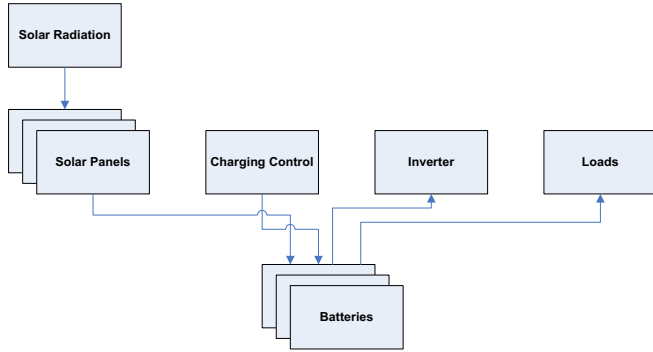 Solar Radiation
Solar Panels
Charging Control
Inverter
Loads
Batteries